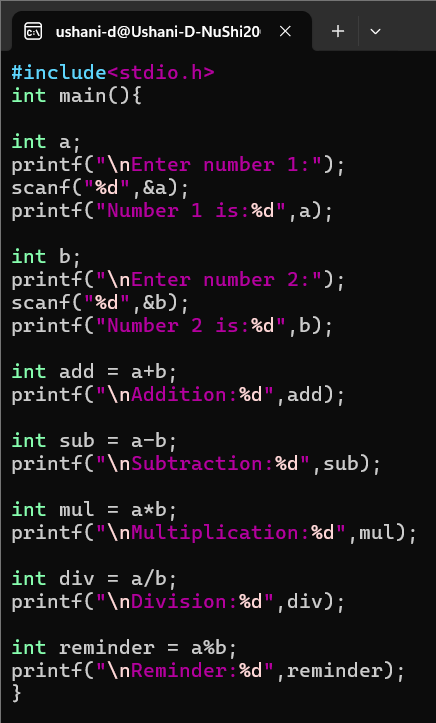 ushani-d@Ushani-D-NuShi20
#include<stdio.h>
int main(){
int a;
printf("\nEnter number 1:");
scanf("%d",&a);
printf("Number 1 is:%d",a);
int b;
printf("\nEnter number 2:");
scanf("%d",&b);
printf("Number 2 is:%d",b);
int add = a+b;
printf("\nAddition:%d",add);
int sub = a-b;
printf("\nSubtraction:%d",sub);
int mul = a*b;
printf("\nMultiplication:%d",mul);
int div = a/b;
printf("\nDivision:%d",div);
int reminder = a%b;
printf("\nReminder:%d",reminder);
}